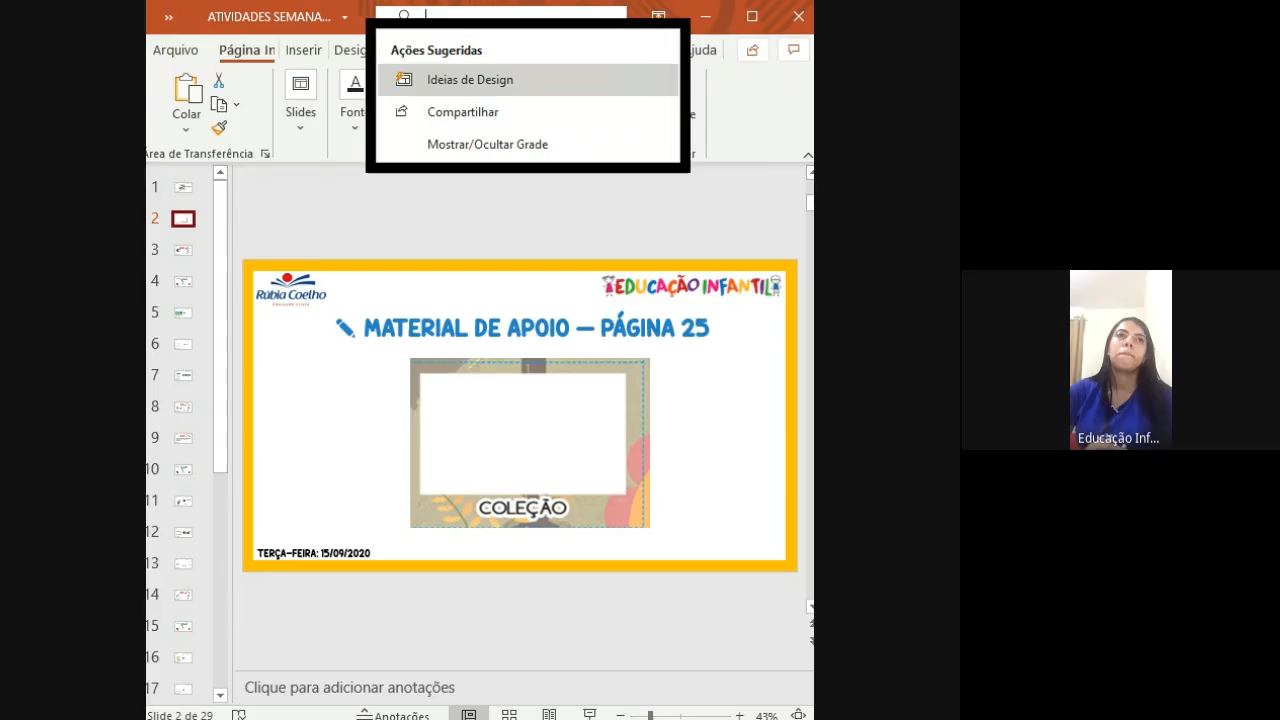 ATIVIDADES SEMANA...
Arquivo
Página In
Inserir
Desig
juda
Ações Sugeridas
Ideias de Design
Compartilhar
Mostrar/Ocultar Grade
Colar
Slides
Font
Área de Transferência
1
2
3
4
5
6
7
8
9
10
11
12
13
14
15
16
17
Rúbia Coelho
EDUCAÇÃO INFANTIL
MATERIAL DE APOIO – PÁGINA 25
COLEÇÃO
TERÇA-FEIRA: 15/09/2020
Educação Inf...
Clique para adicionar anotações
Slide 2 de 29
Anotações
43%